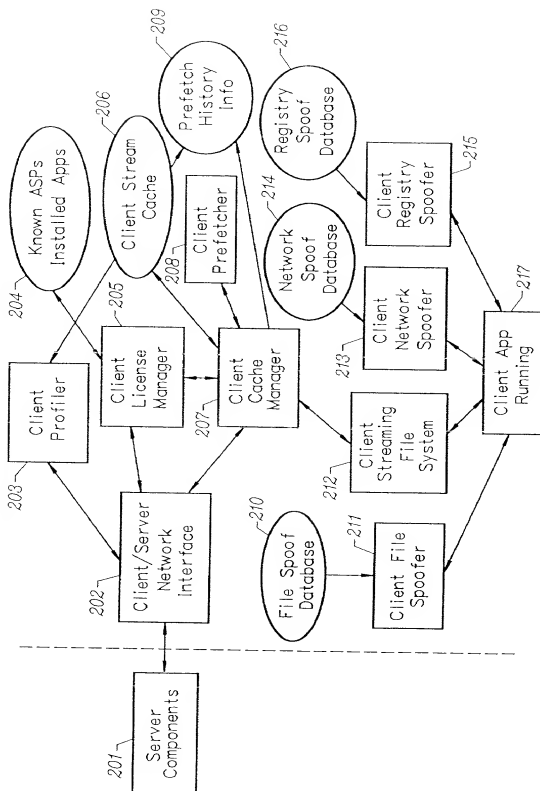 201
Server
Components
202
Client/Server
Network
Interface
203
Client
Profiler
204
Known ASPs
Installed Apps
205
Client
License
Manager
206
Client Stream
Cache
207
Client
Cache
Manager
208
Client
Prefetcher
209
Prefetch
History
Info
210
File Spoof
Database
211
Client File
Spoofer
212
Client
Streaming
File
System
213
Client
Network
Spoofer
214
Network
Spoof
Database
215
Client
Registry
Spoofer
216
Registry
Spoof
Database
217
Client App
Running